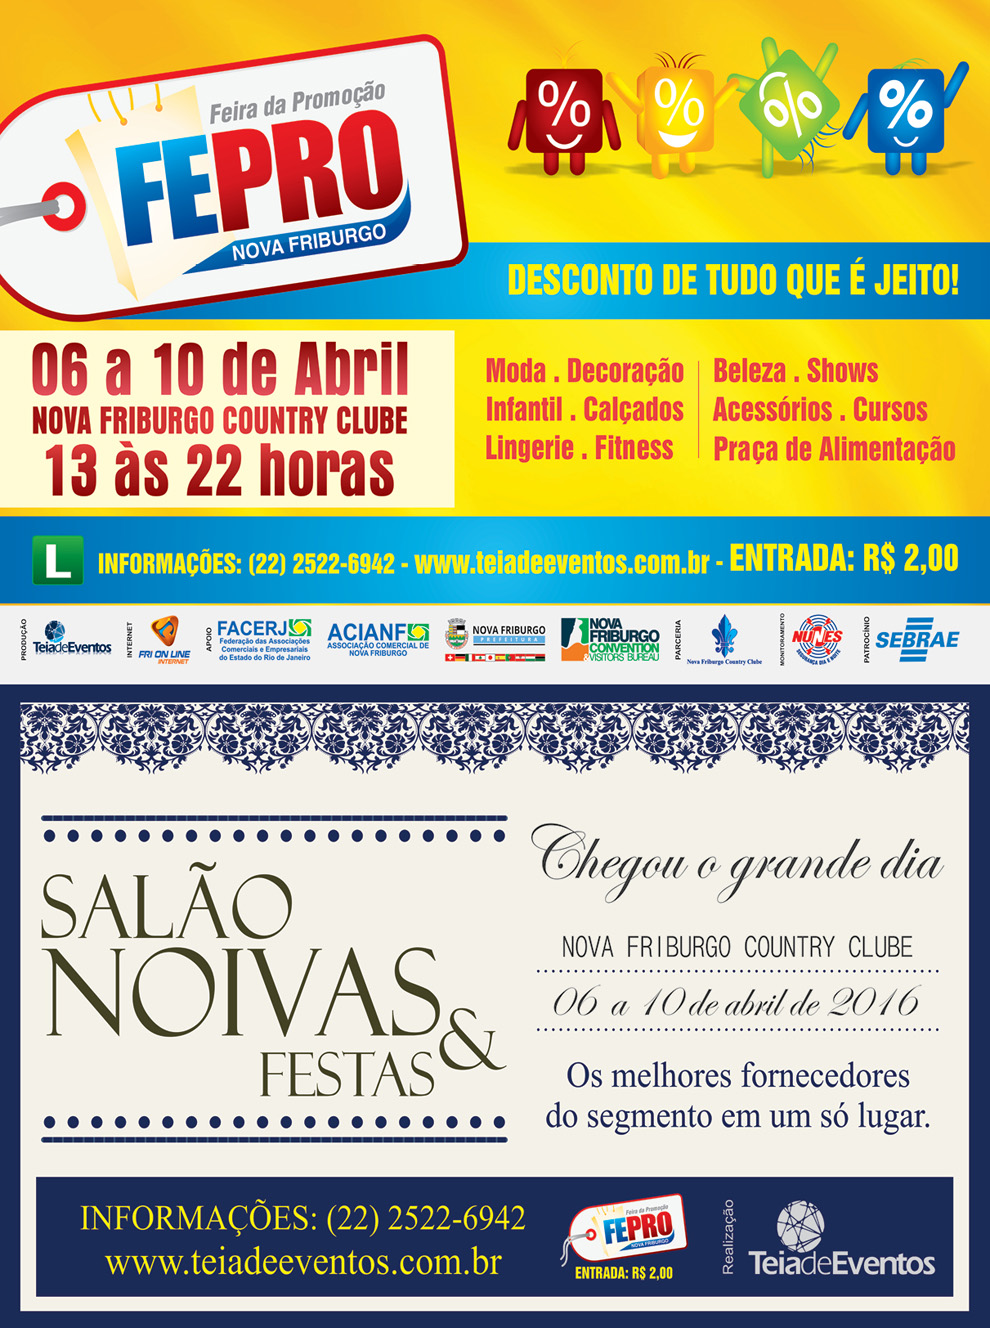 Feira da Promoção
FEPRO
NOVA FRIBURGO
% % % %
DESCONTO DE TUDO QUE É JEITO!
06 a 10 de Abril
NOVA FRIBURGO COUNTRY CLUBE
13 às 22 horas
Moda . Decoração
Infantil . Calçados
Lingerie . Fitness
Beleza . Shows
Acessórios . Cursos
Praça de Alimentação
L
INFORMAÇÕES: (22) 2522-6942 - www.teiadeeventos.com.br - ENTRADA: R$ 2,00
PRODUÇÃO
TeiadeEventos
INTERNET
FRI ON LINE
INTERNET
APOIO
FACERJ
Federação das Associações
Comerciais e Empresariais
do Estado do Rio de Janeiro
ACIANF
ASSOCIAÇÃO COMERCIAL DE
NOVA FRIBURGO
NOVA FRIBURGO
PREFEITURA
NOVA
FRIBURGO
CONVENTION
& VISITORS BUREAU
PARCERIA
Nova Friburgo Country Clube
MONITORAMENTO
NUNES
SEGURANÇA DIA E NOITE
PATROCÍNIO
SEBRAE
SALÃO
NOIVAS
& FESTAS
Chegou o grande dia
NOVA FRIBURGO COUNTRY CLUBE
06 a 10 de abril de 2016
Os melhores fornecedores
do segmento em um só lugar.
INFORMAÇÕES: (22) 2522-6942
www.teiadeeventos.com.br
Feira da Promoção
FEPRO
NOVA FRIBURGO
ENTRADA: R$ 2,00
Realização
TeiadeEventos